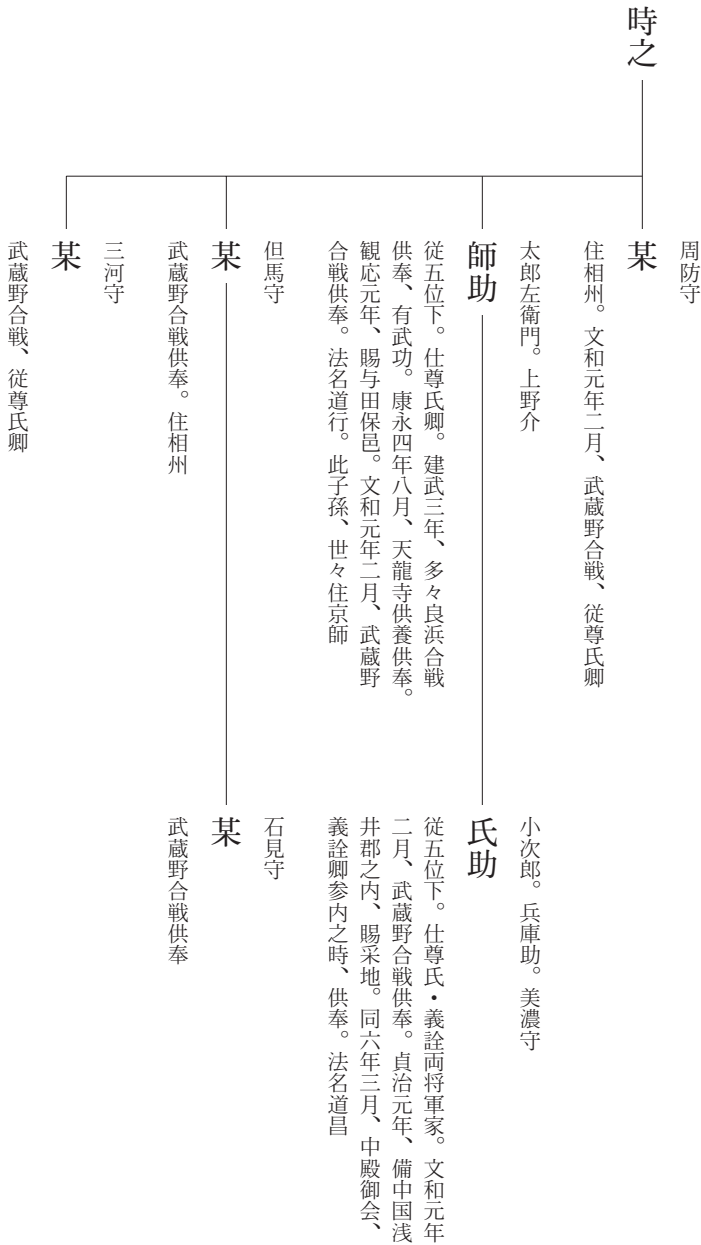 時之
周防守
某
住相州。文和元年二月、武蔵野合戦、従尊氏卿
太郎左衛門。上野介
師助
従五位下。仕尊氏卿。建武三年、多々良浜合戦
供奉、有武功。康永四年八月、天龍寺供養供奉。
観応元年、賜与田保邑。文和元年二月、武蔵野
合戦供奉。法名道行。此子孫、世々住京師
小次郎。兵庫助。美濃守
氏助
従五位下。仕尊氏・義詮両将軍家。文和元年
二月、武蔵野合戦供奉。貞治元年、備中国浅
井郡之内、賜采地。同六年三月、中殿御会、
義詮卿参内之時、供奉。法名道昌
但馬守
某
武蔵野合戦供奉。住相州
石見守
某
武蔵野合戦供奉
三河守
某
武蔵野合戦、従尊氏卿